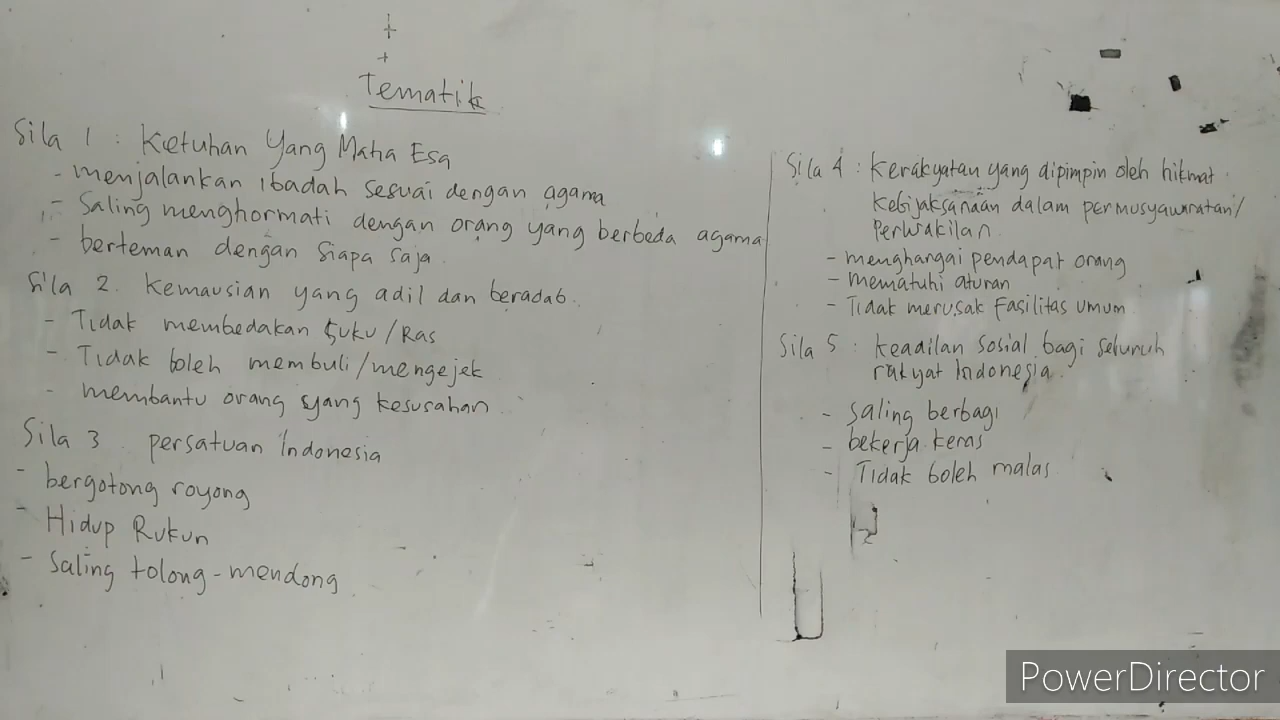 Tematik
Sila 1 : Ketuhan Yang Maha Esa
- menjalankan ibadah sesuai dengan agama
- Saling menghormati dengan orang yang berbeda agama
- berteman dengan siapa saja.
Sila 2. Kemausian yang adil dan beradab.
- Tidak membedakan suku/Ras
- Tidak boleh membuli/mengejek
- membantu orang yang kesusahan
Sila 3 persatuan Indonesia
- bergotong royong
- Hidup Rukun
- Saling tolong-mendong
Sila 4 : Kerakyatan yang dipimpin oleh hikmat
Kebijaksanaan dalam permusyawaratan/
Perwakilan.
- menghargai pendapat orang
- Mematuhi aturan
- Tidak merusak Fasilitas umum
Sila 5 : Keadilan sosial bagi seluruh
rakyat Indonesia.
- saling berbagi
- bekerja keras
- Tidak boleh malas
PowerDirector